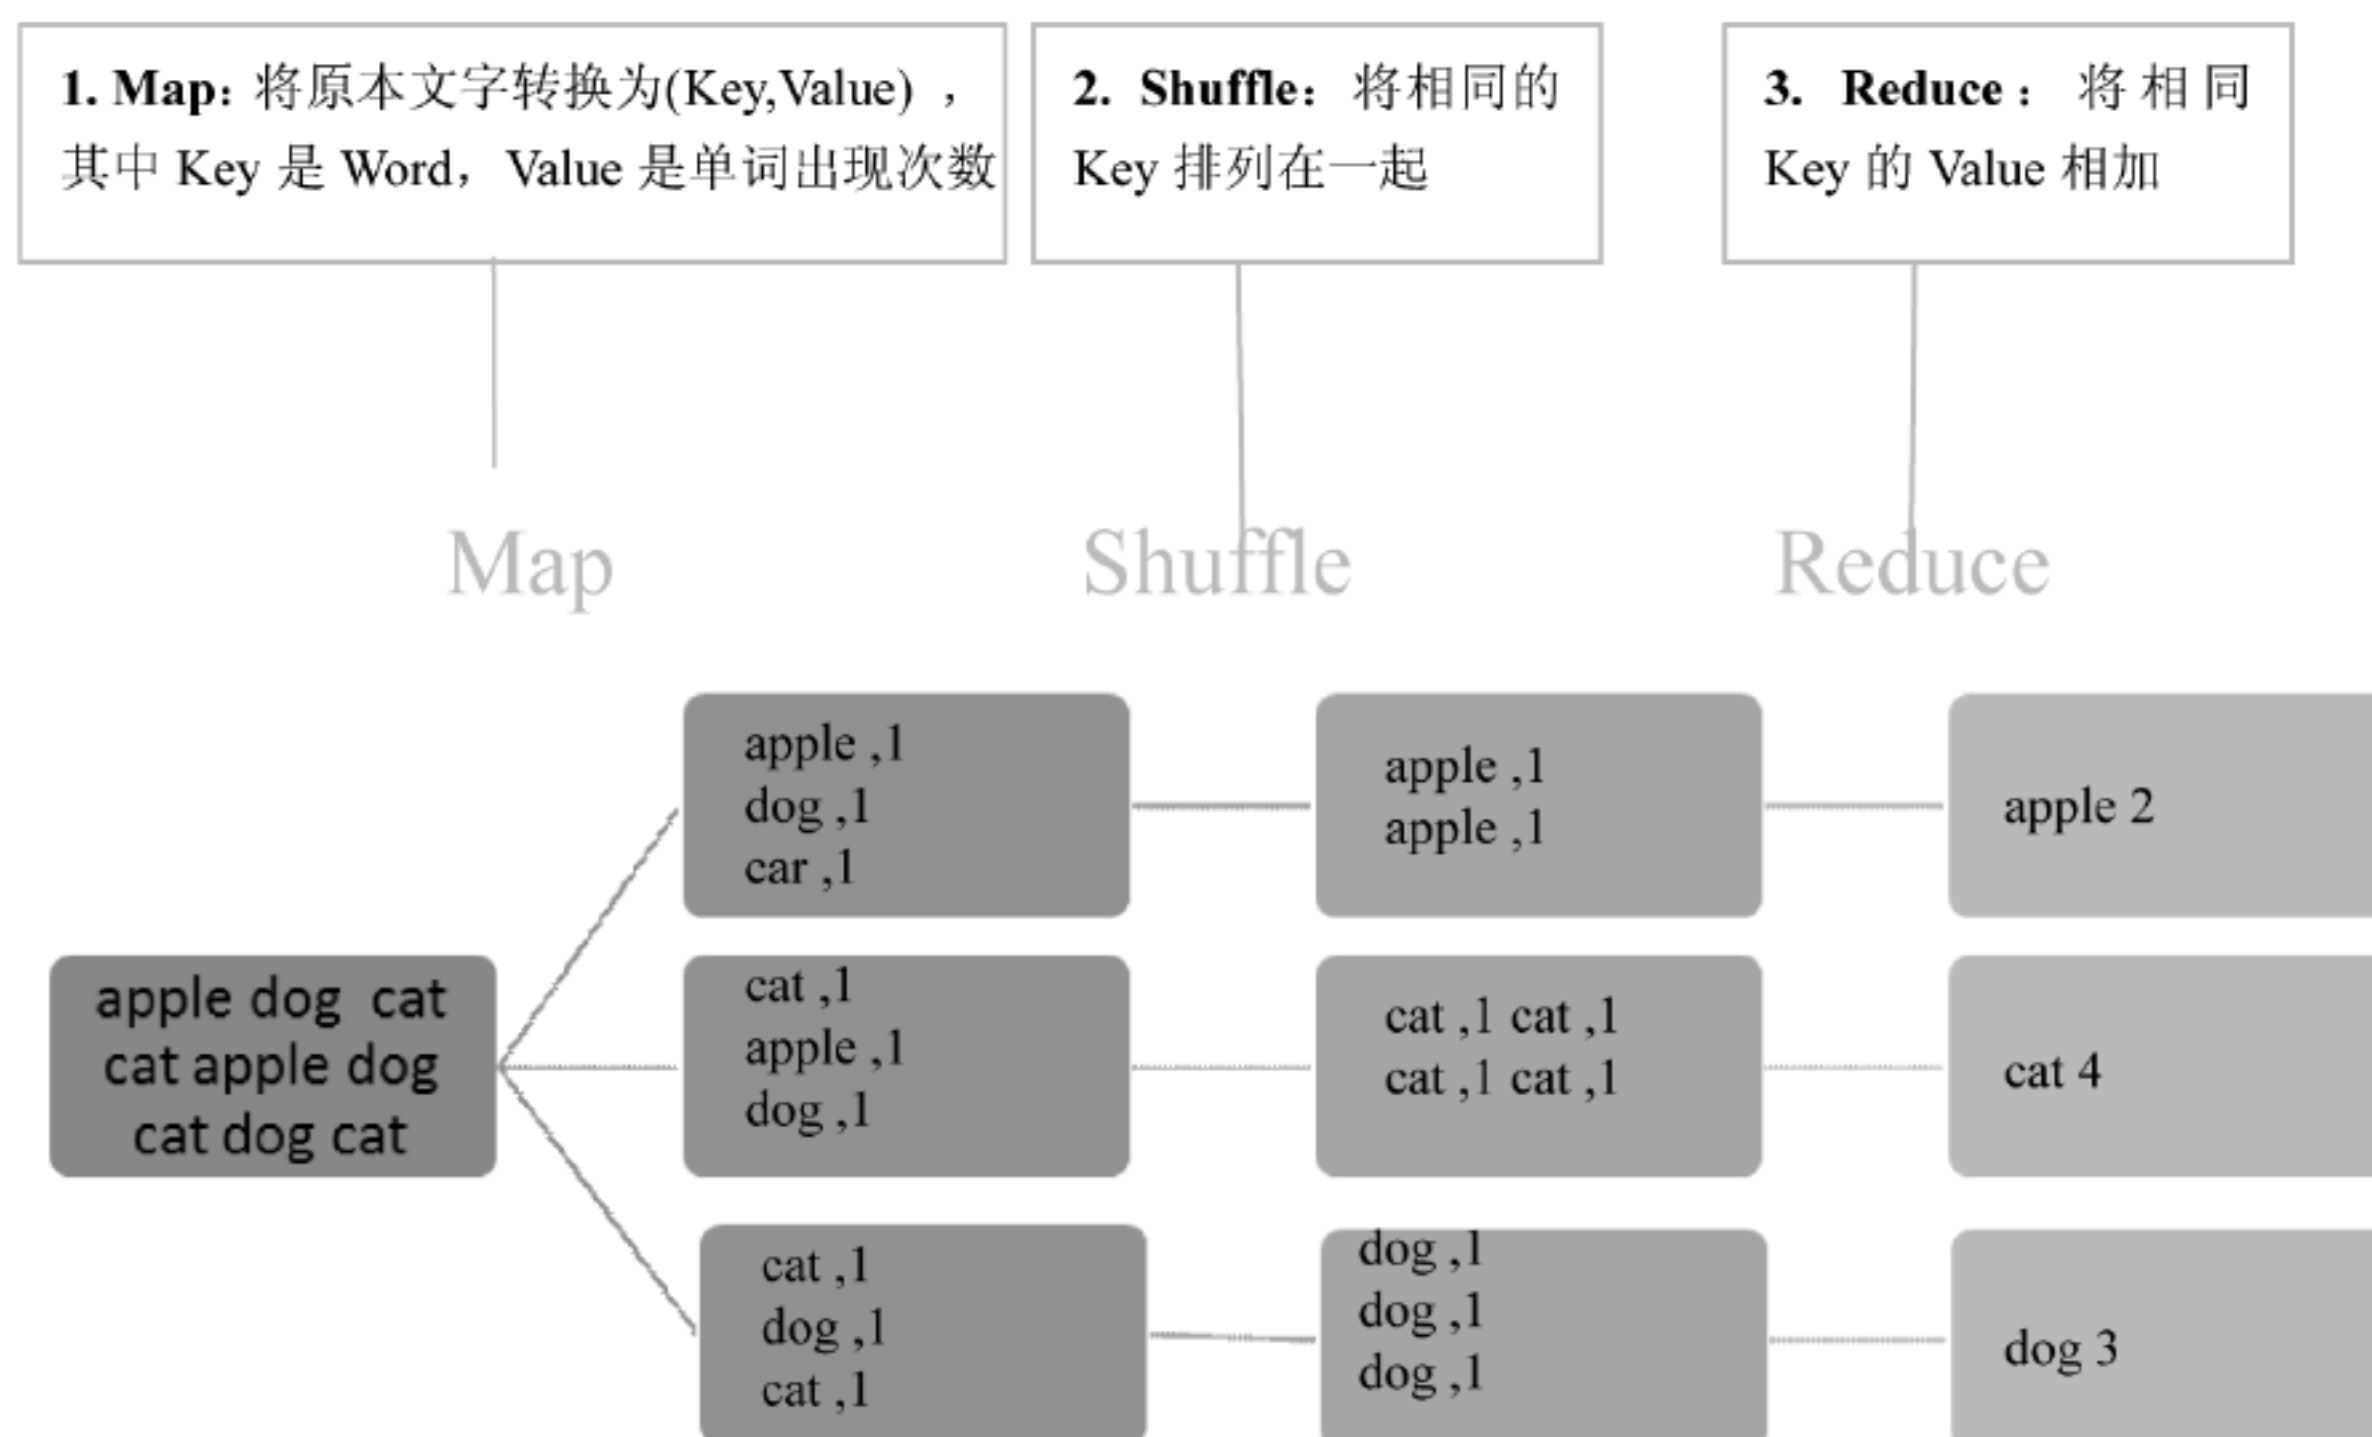 1. Map：将原本文字转换为(Key,Value) ，
其中 Key 是 Word，Value 是单词出现次数
2. Shuffle：将相同的
Key 排列在一起
3. Reduce：将相同
Key 的 Value 相加
Map
Shuffle
Reduce
apple dog cat
cat apple dog
cat dog cat
apple ,1
dog ,1
car ,1
cat ,1
apple ,1
dog ,1
cat ,1
dog ,1
cat ,1
apple ,1
apple ,1
cat ,1 cat ,1
cat ,1 cat ,1
dog ,1
dog ,1
dog ,1
apple 2
cat 4
dog 3